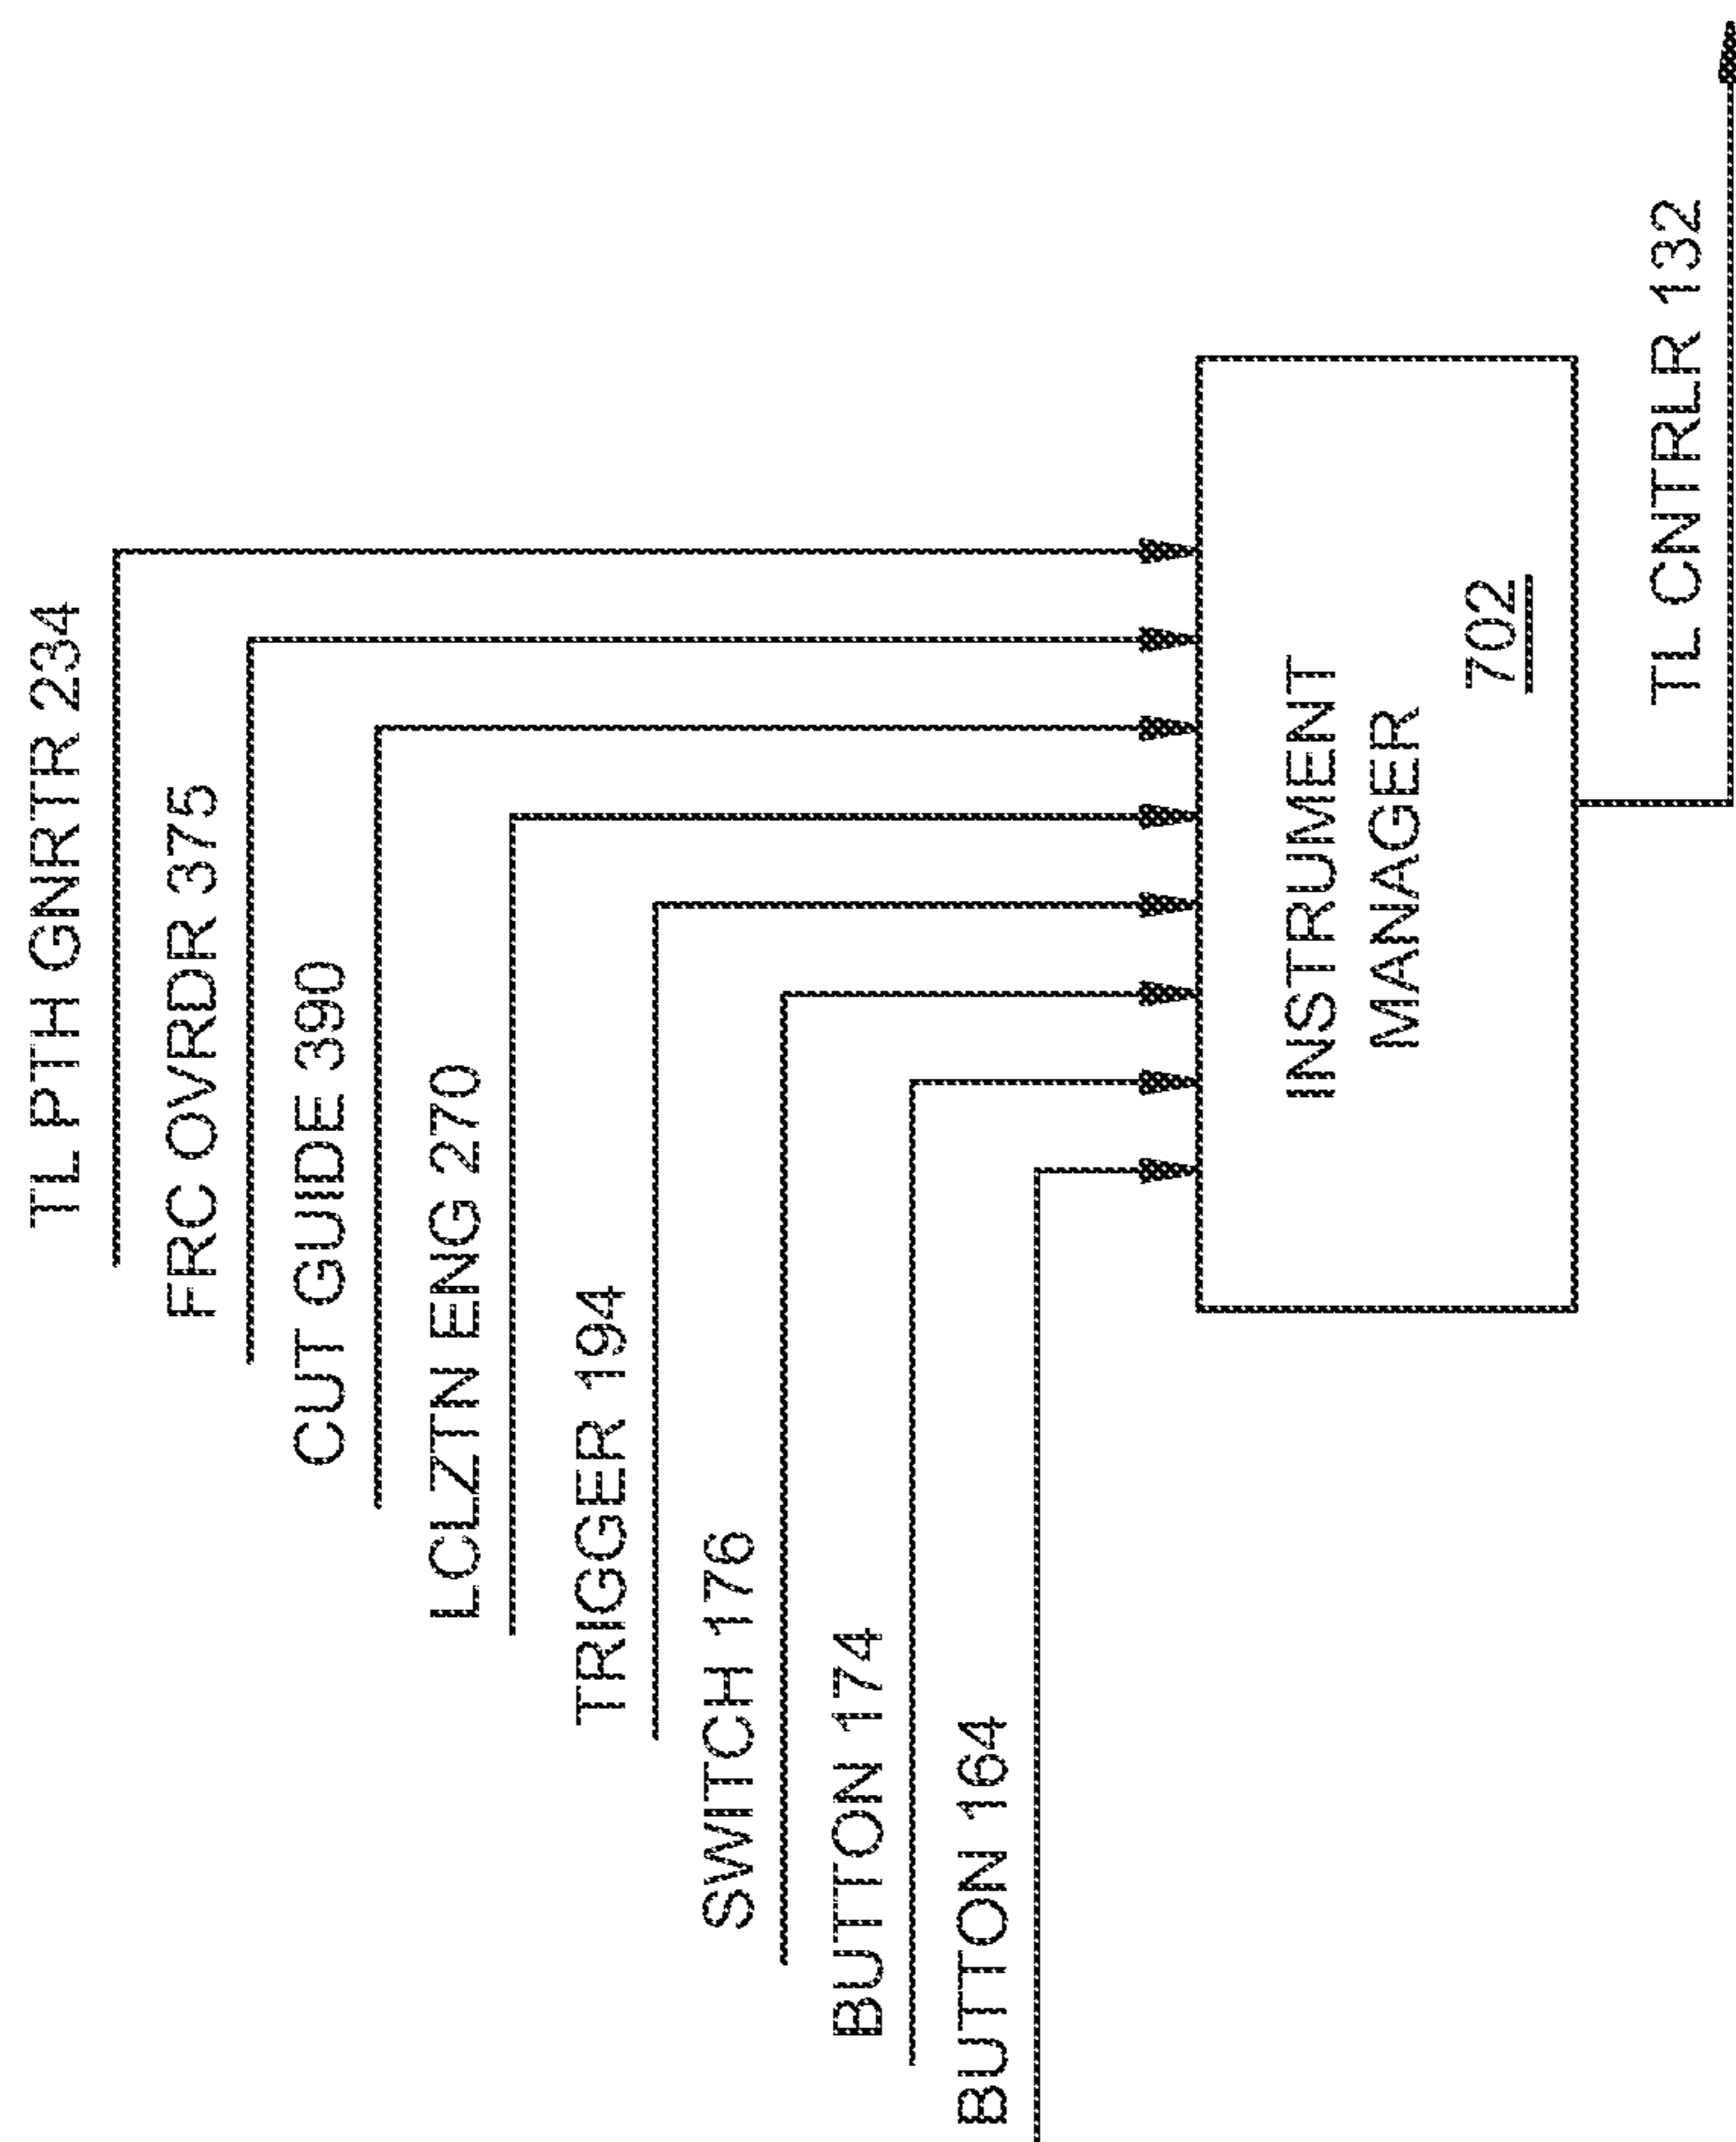 TL PTH GNRTR 234
FRC OVRDR 375
CUT GUIDE 390
LCLZTN ENG 270
TRIGGER 194
SWITCH 176
BUTTON 174
BUTTON 164
INSTRUMENT
MANAGER
702
TL CNTRLR 132